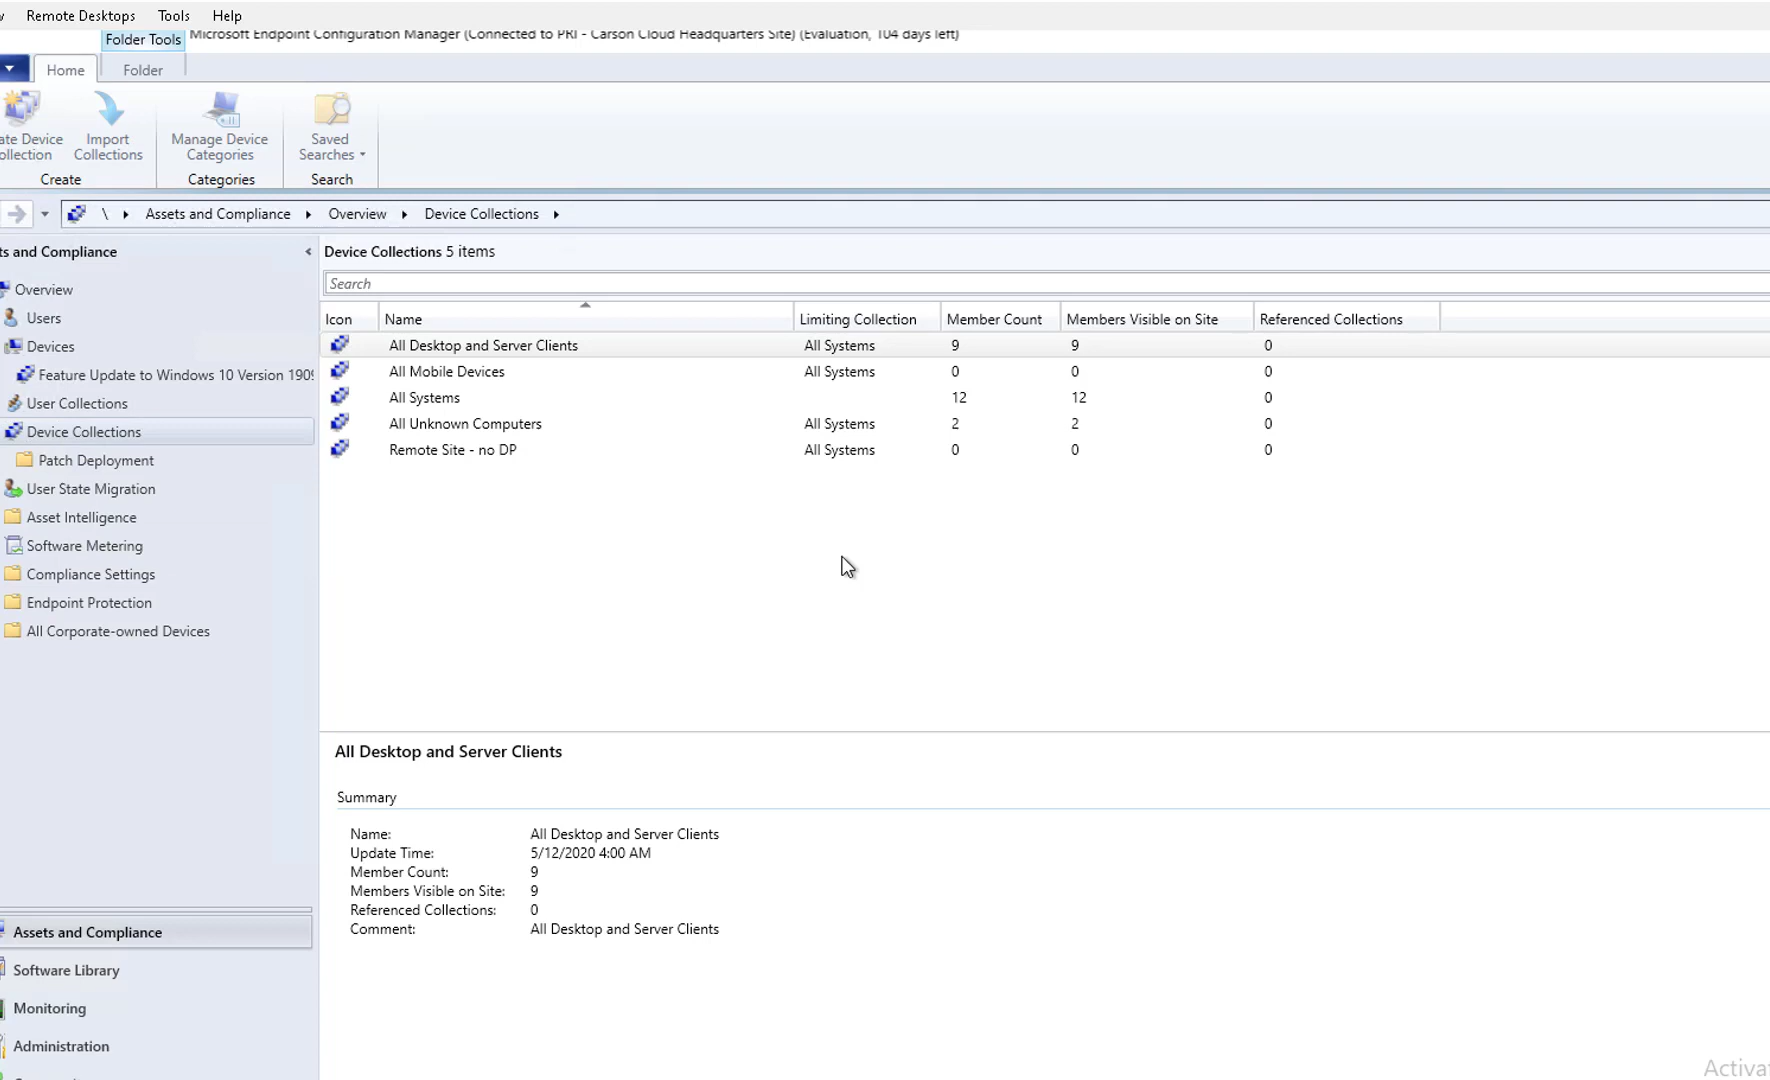 Remote Desktops Tools Help
Folder Tools Microsoft Endpoint Configuration Manager (Connected to PRI - Carson Cloud Headquarters Site) (Evaluation, 104 days left)
Home Folder
ate Device Import Manage Device Saved
ollection Collections Categories Searches
Create Categories Search
\ Assets and Compliance Overview Device Collections
ts and Compliance
Device Collections 5 items
Search
Icon Name Limiting Collection Member Count Members Visible on Site Referenced Collections
All Desktop and Server Clients All Systems 9 9 0
All Mobile Devices All Systems 0 0 0
All Systems 12 12 0
All Unknown Computers All Systems 2 2 0
Remote Site - no DP All Systems 0 0 0
Overview
Users
Devices
Feature Update to Windows 10 Version 1909
User Collections
Device Collections
Patch Deployment
User State Migration
Asset Intelligence
Software Metering
Compliance Settings
Endpoint Protection
All Corporate-owned Devices
Assets and Compliance
Software Library
Monitoring
Administration
All Desktop and Server Clients
Summary
Name: All Desktop and Server Clients
Update Time: 5/12/2020 4:00 AM
Member Count: 9
Members Visible on Site: 9
Referenced Collections: 0
Comment: All Desktop and Server Clients
Activa